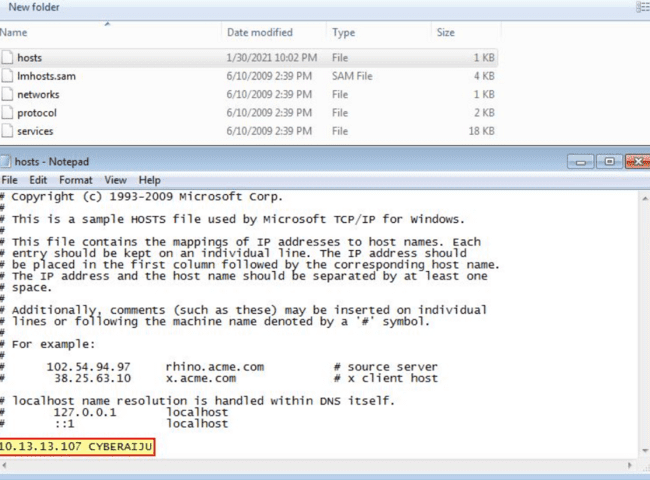 New folder
Name Date modified Type Size
hosts 1/30/2021 10:02 PM File 1 KB
lmhosts.sam 6/10/2009 2:39 PM SAM File 4 KB
networks 6/10/2009 2:39 PM File 1 KB
protocol 6/10/2009 2:39 PM File 2 KB
services 6/10/2009 2:39 PM File 18 KB
hosts - Notepad
File Edit Format View Help
# Copyright (c) 1993-2009 Microsoft Corp.
#
# This is a sample HOSTS file used by Microsoft TCP/IP for Windows.
#
# This file contains the mappings of IP addresses to host names. Each
# entry should be kept on an individual line. The IP address should
# be placed in the first column followed by the corresponding host name.
# The IP address and the host name should be separated by at least one
# space.
#
# Additionally, comments (such as these) may be inserted on individual
# lines or following the machine name denoted by a '#' symbol.
#
# For example:
#
# 102.54.94.97 rhino.acme.com # source server
# 38.25.63.10 x.acme.com # x client host

# localhost name resolution is handled within DNS itself.
# 127.0.0.1 localhost
# ::1 localhost

10.13.13.107 CYBERAIJU